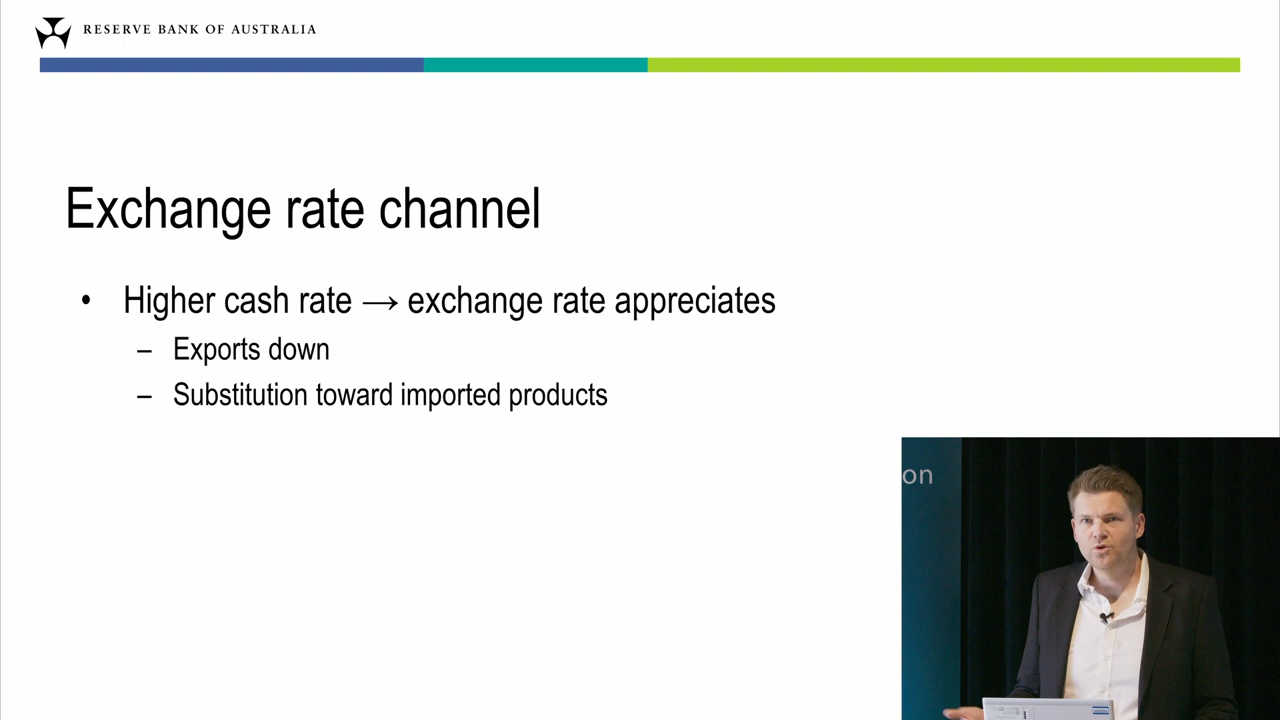 RESERVE BANK OF AUSTRALIA
Exchange rate channel
• Higher cash rate → exchange rate appreciates
– Exports down
– Substitution toward imported products
on